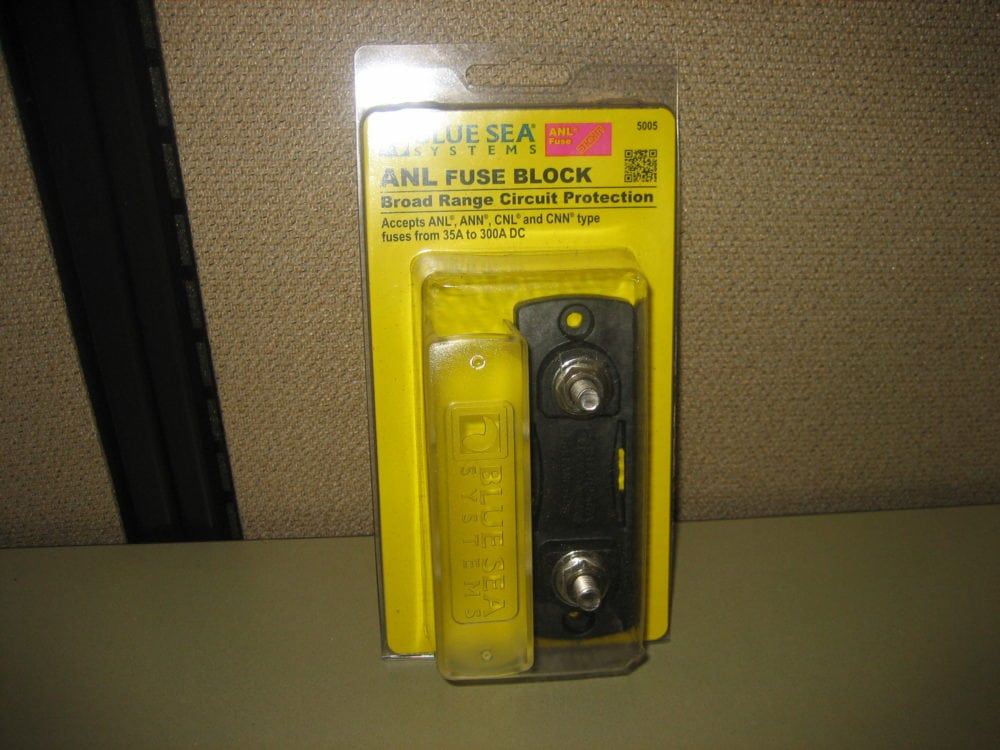 BLUE SEA®
SYSTEMS
ANL®
Fuse
5005
ANL FUSE BLOCK
Broad Range Circuit Protection
Accepts ANL®, ANN®, CNL® and CNN® type
fuses from 35A to 300A DC
BLUE SEA
SYSTEMS